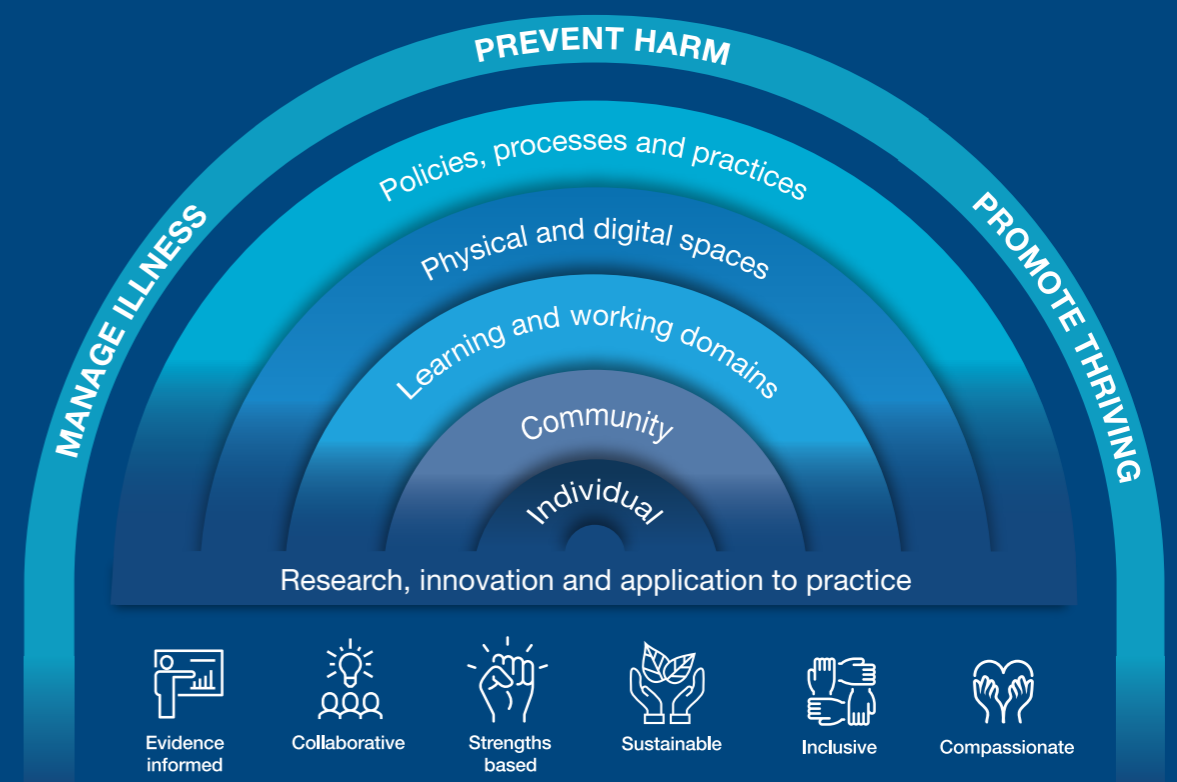 PREVENT HARM
MANAGE ILLNESS
PROMOTE THRIVING
Policies, processes and practices
Physical and digital spaces
Learning and working domains
Community
Individual
Research, innovation and application to practice
Evidence
informed
Collaborative
Strengths
based
Sustainable
Inclusive
Compassionate